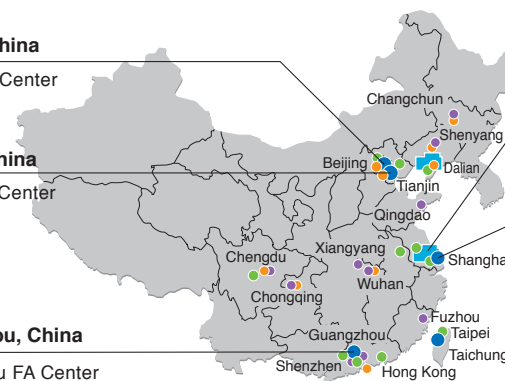 hina
Center
Changchun
Shenyang
hina
Beijing
Dalian
Center
Tianjin
Qingdao
Xiangyang
Chengdu
Shangha
Wuhan
Chongqing
Fuzhou
ou, China
Guangzhou
Taipei
Taichung
Shenzhen
u FA Center
Hong Kong